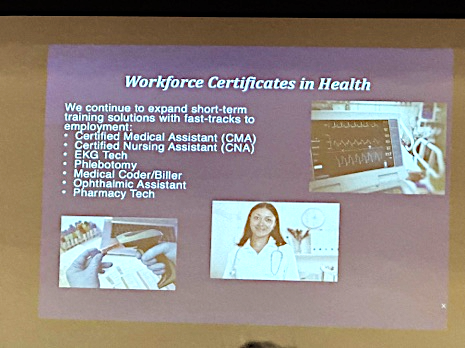 Workforce Certificates in Health
We continue to expand short-term
training solutions with fast-tracks to
employment:
• Certified Medical Assistant (CMA)
• Certified Nursing Assistant (CNA)
• EKG Tech
• Phlebotomy
• Medical Coder/Biller
• Ophthalmic Assistant
• Pharmacy Tech